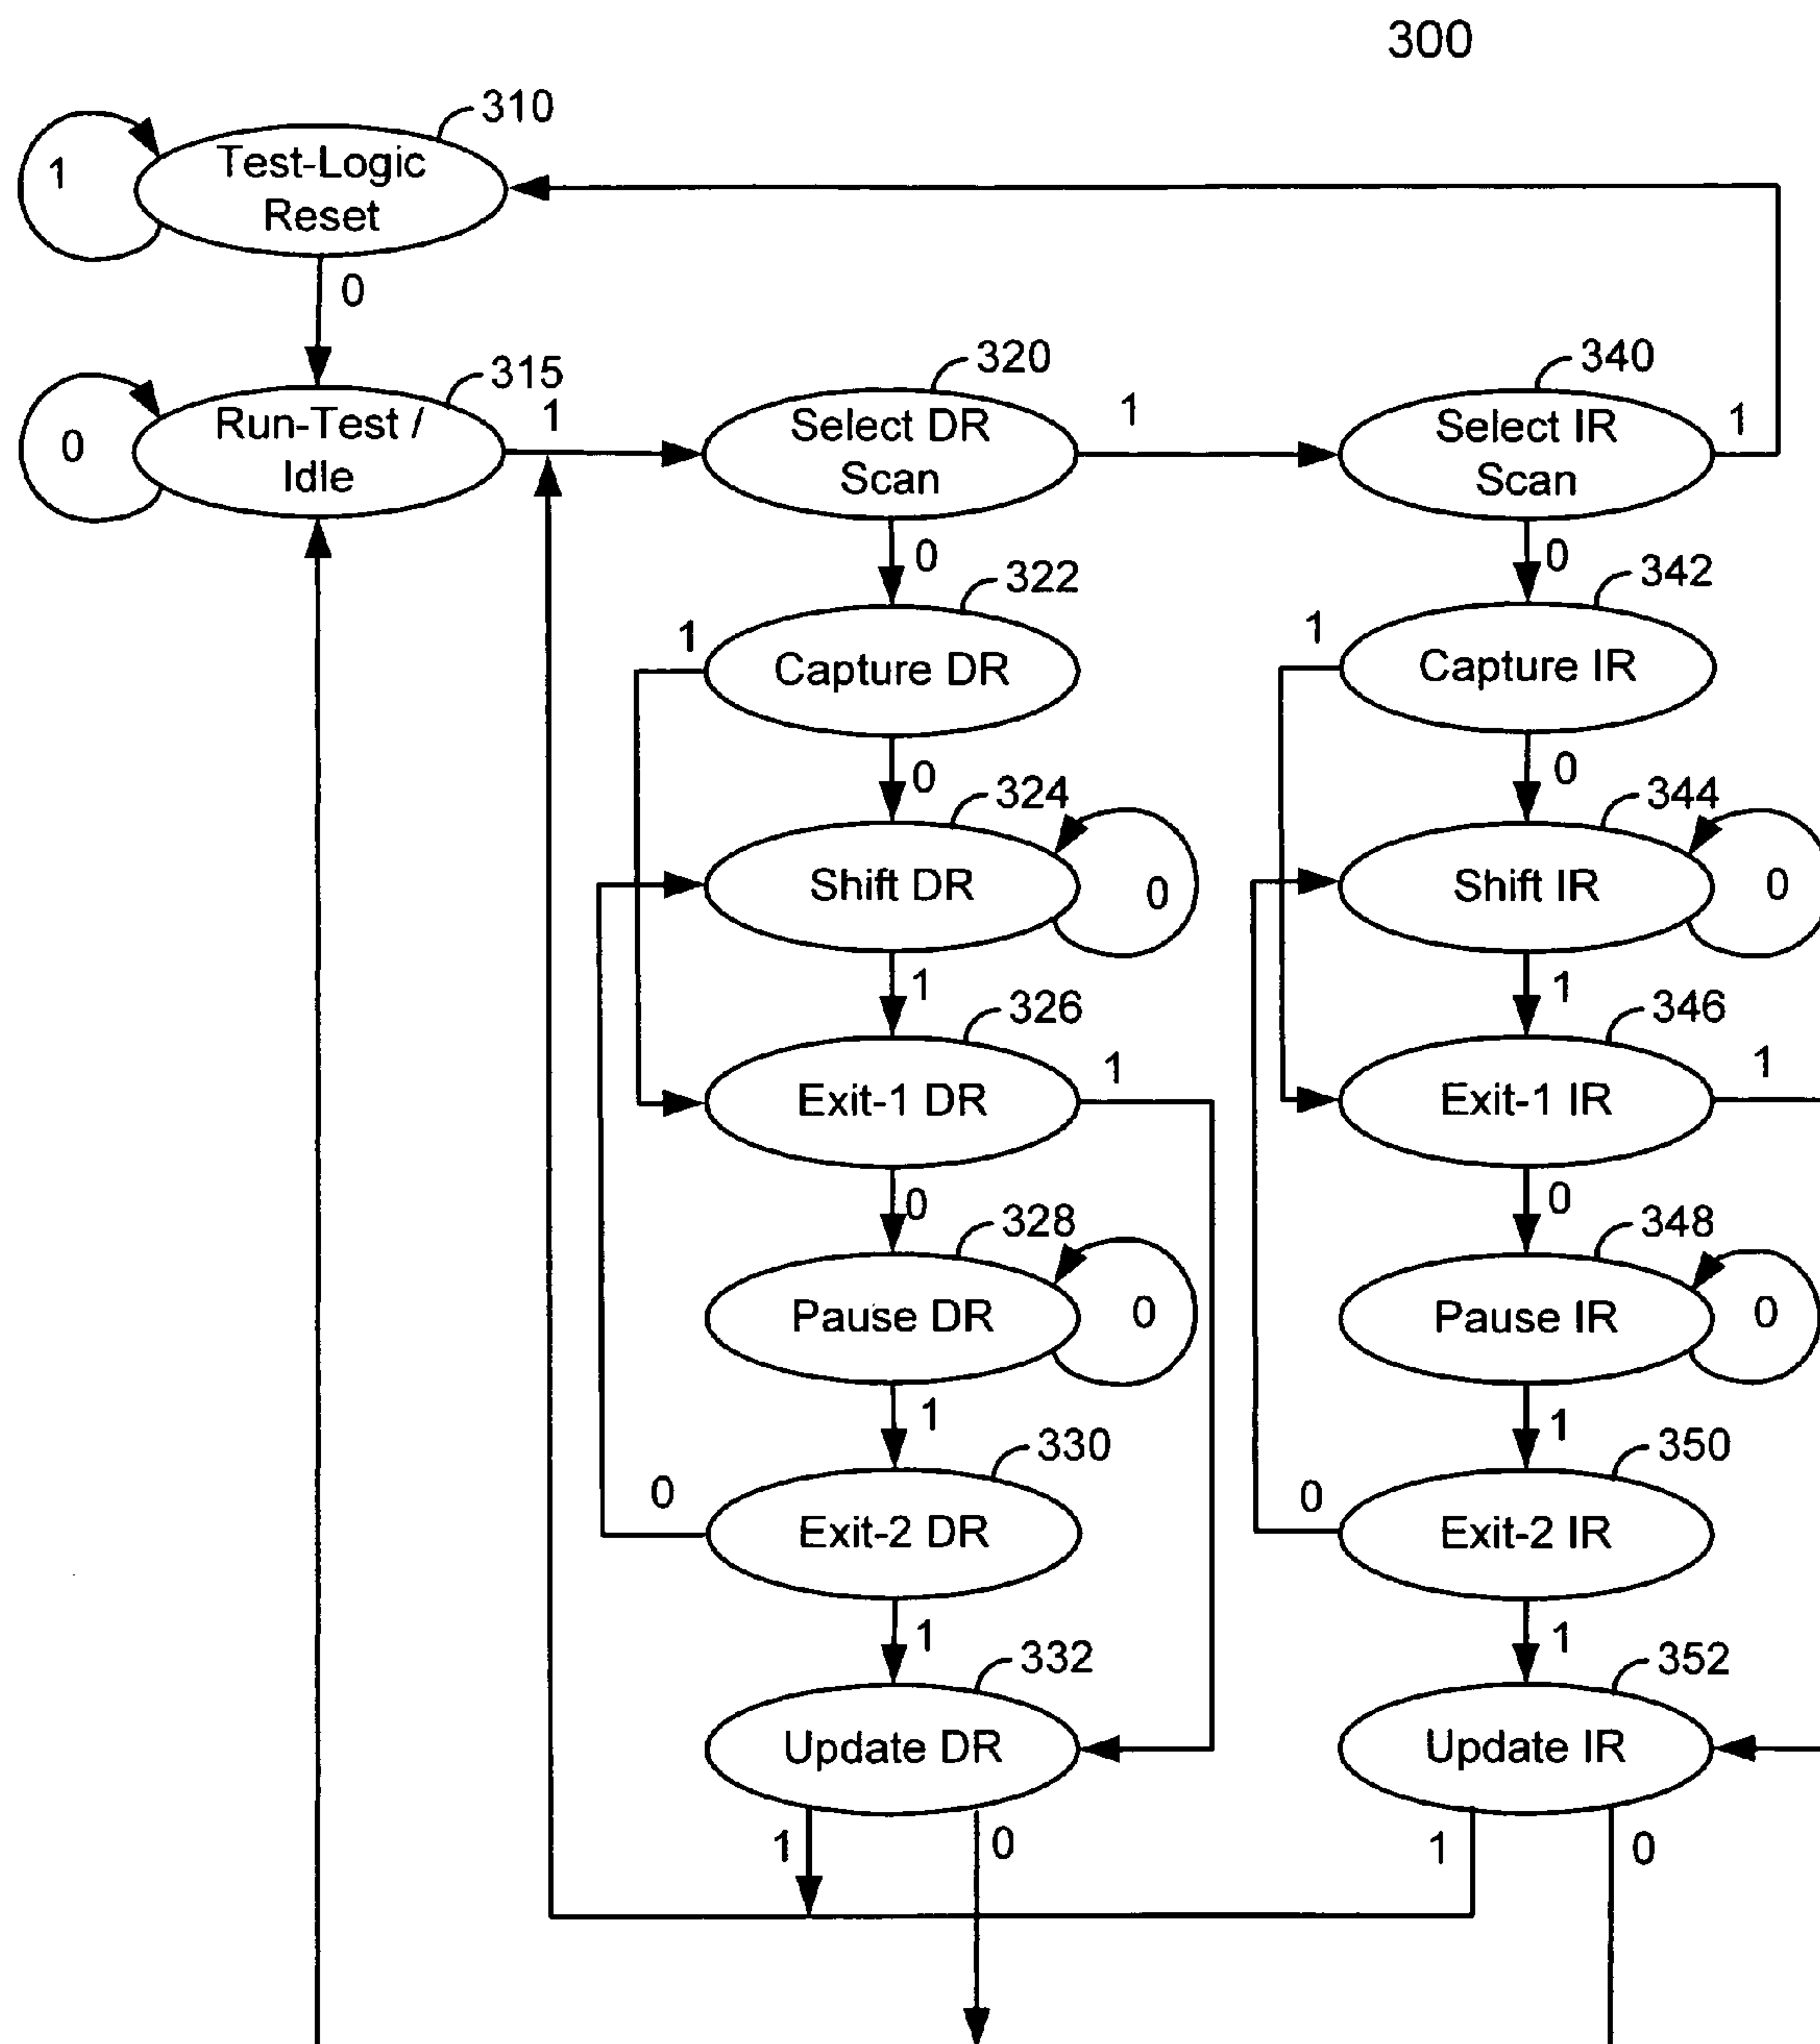 300
310
Test-Logic
Reset
1
0
315
Run-Test /
Idle
0
1
320
Select DR
Scan
1
340
Select IR
Scan
1
0
0
322
Capture DR
1
342
Capture IR
1
0
0
324
Shift DR
0
344
Shift IR
0
1
1
326
Exit-1 DR
1
346
Exit-1 IR
1
0
0
328
Pause DR
0
348
Pause IR
0
1
1
330
Exit-2 DR
0
350
Exit-2 IR
0
1
1
332
Update DR
352
Update IR
1
0
1
0